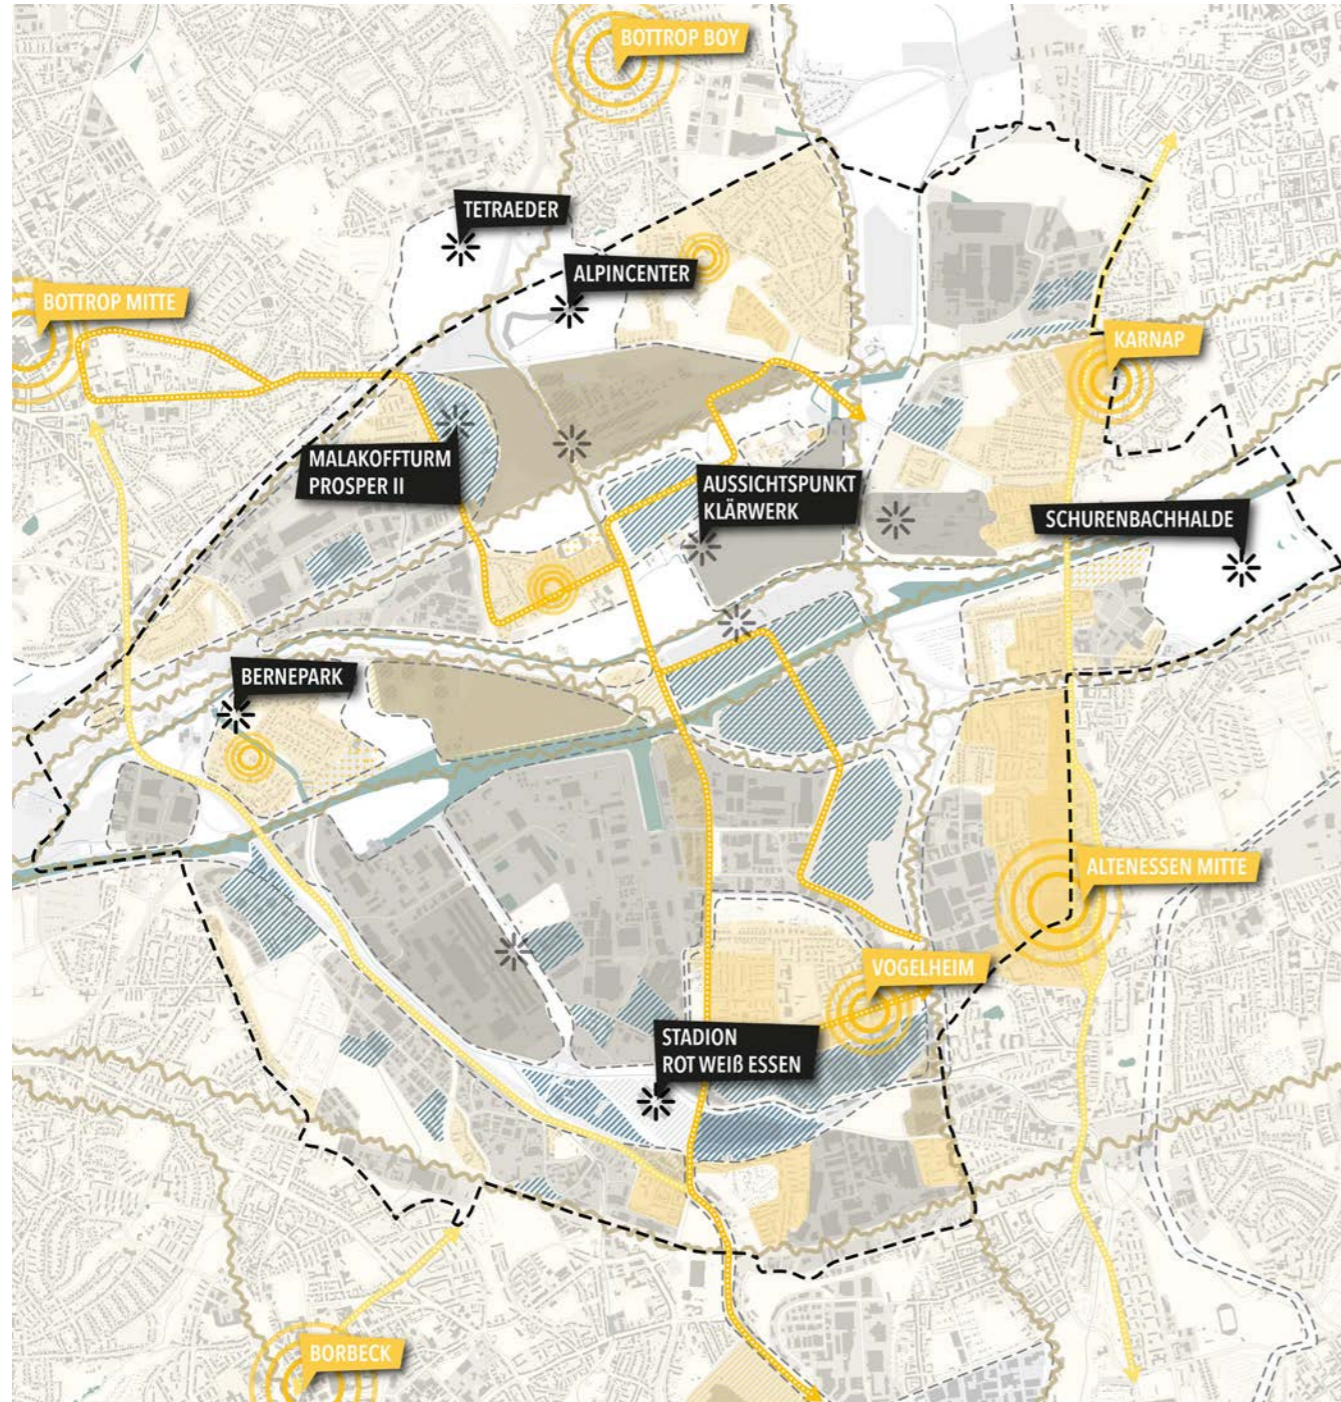 BOTTROP BOY
TETRAEDER
ALPINCENTER
BOTTROP MITTE
KARNAP
MALAKOFFTURM
PROSPER II
AUSSICHTSPUNKT
KLÄRWERK
SCHURENBACHHALDE
BERNEPARK
ALTENESSEN MITTE
VOGELHEIM
STADION
ROT WEIß ESSEN
BORBECK